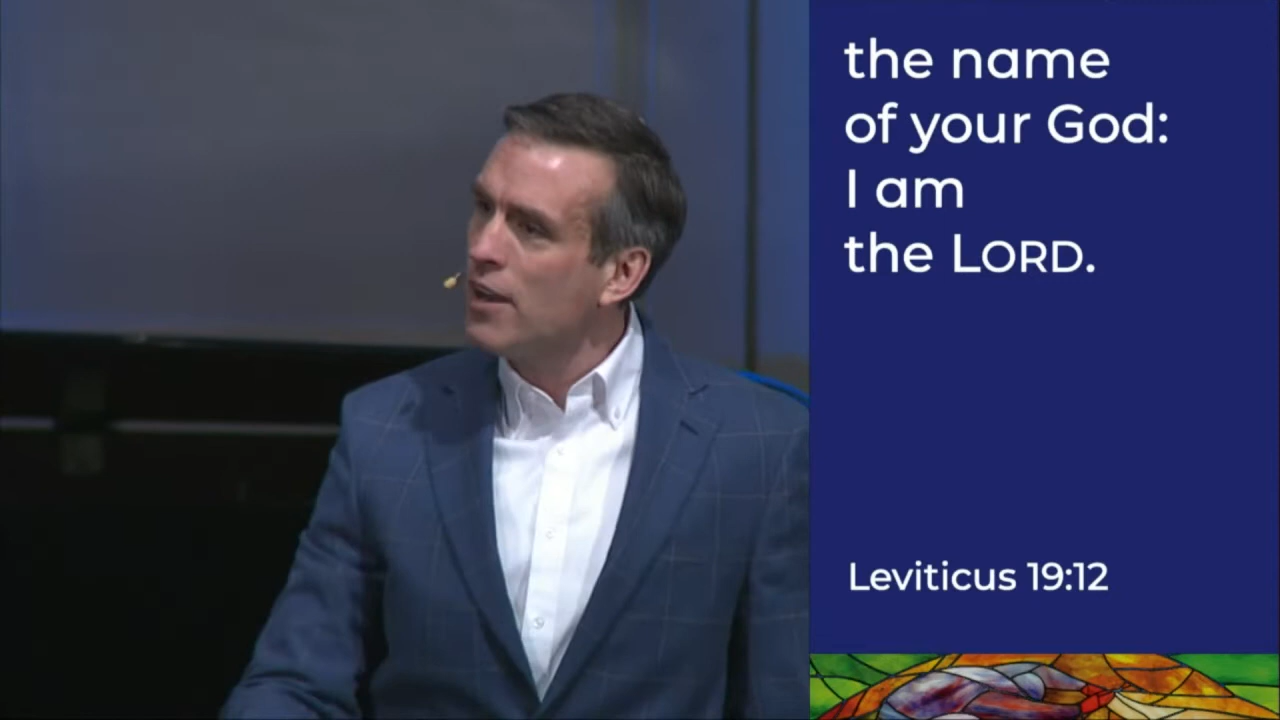 the name
of your God:
I am
the LORD.
Leviticus 19:12